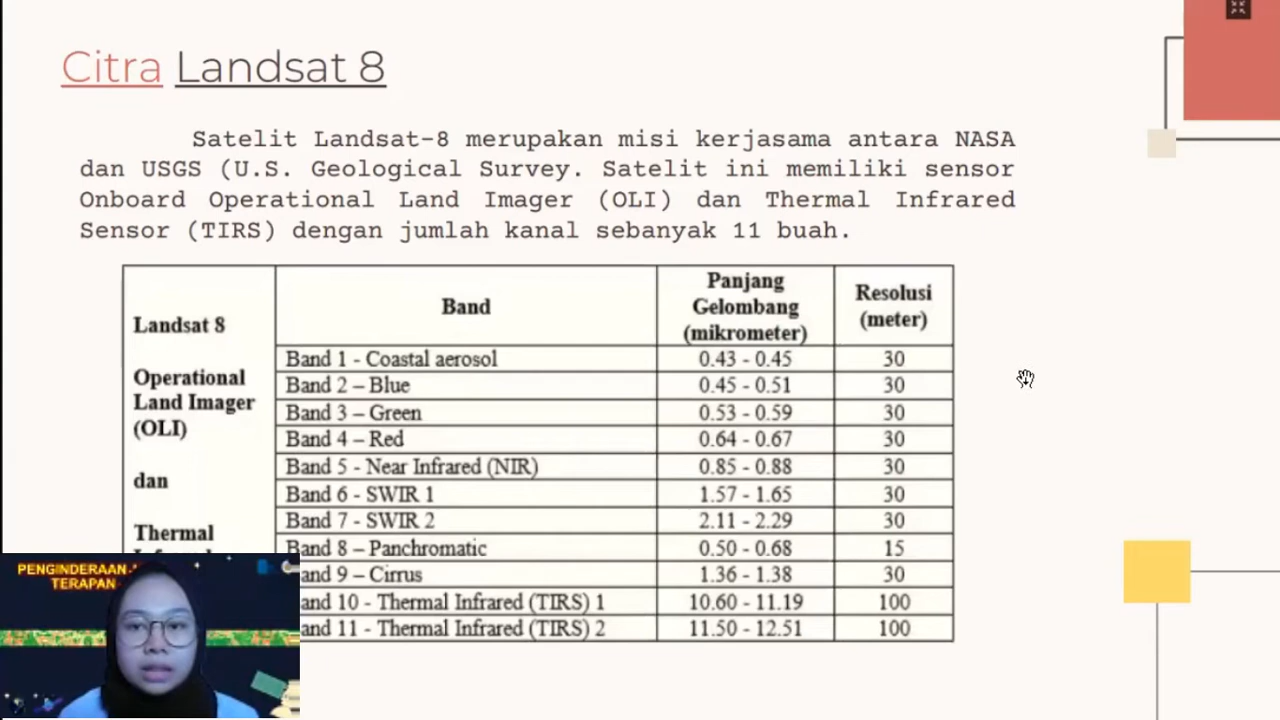 Citra Landsat 8
Satelit Landsat-8 merupakan misi kerjasama antara NASA
dan USGS (U.S. Geological Survey. Satelit ini memiliki sensor
Onboard Operational Land Imager (OLI) dan Thermal Infrared
Sensor (TIRS) dengan jumlah kanal sebanyak 11 buah.
Landsat 8
Operational
Land Imager
(OLI)
dan
Thermal
Band
Panjang
Gelombang
(mikrometer)
Resolusi
(meter)
Band 1 - Coastal aerosol 0.43 - 0.45 30
Band 2 – Blue 0.45 - 0.51 30
Band 3 – Green 0.53 - 0.59 30
Band 4 – Red 0.64 - 0.67 30
Band 5 - Near Infrared (NIR) 0.85 - 0.88 30
Band 6 - SWIR 1 1.57 - 1.65 30
Band 7 - SWIR 2 2.11 - 2.29 30
Band 8 – Panchromatic 0.50 - 0.68 15
and 9 – Cirrus 1.36 - 1.38 30
and 10 - Thermal Infrared (TIRS) 1 10.60 - 11.19 100
and 11 - Thermal Infrared (TIRS) 2 11.50 - 12.51 100
PENGINDERAAN
TERAPAN